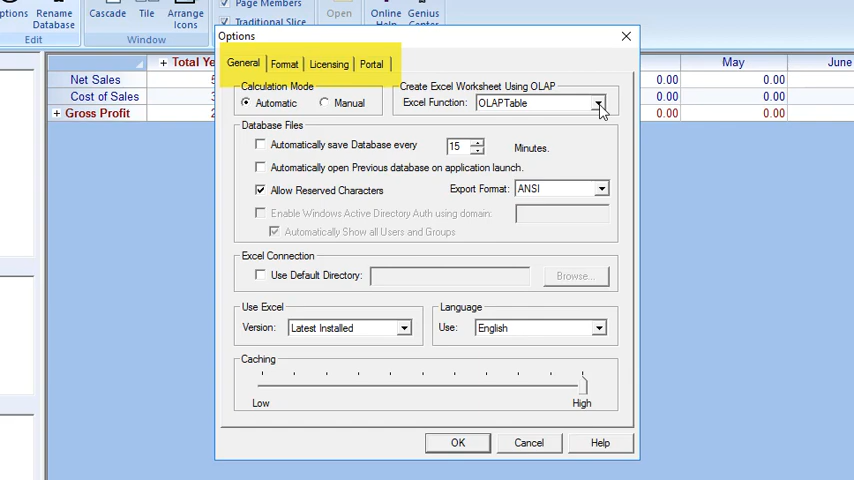 Options
Rename
Database
Edit
Cascade
Tile
Arrange
Icons
Window
Page Members
Traditional Slice
Open
Online
Help
Genius
Center
+ Total
May
June
Net Sales
Cost of Sales
+ Gross Profit
0.00
0.00
0.00
0.00
0.00
0.00
Options
General
Format
Licensing
Portal
Calculation Mode
Automatic
Manual
Create Excel Worksheet Using OLAP
Excel Function:
OLAPTable
Database Files
Automatically save Database every
15
Minutes.
Automatically open Previous database on application launch.
Allow Reserved Characters
Export Format:
ANSI
Enable Windows Active Directory Auth using domain:
Automatically Show all Users and Groups
Excel Connection
Use Default Directory:
Browse...
Use Excel
Version:
Latest Installed
Language
Use:
English
Caching
Low
High
OK
Cancel
Help